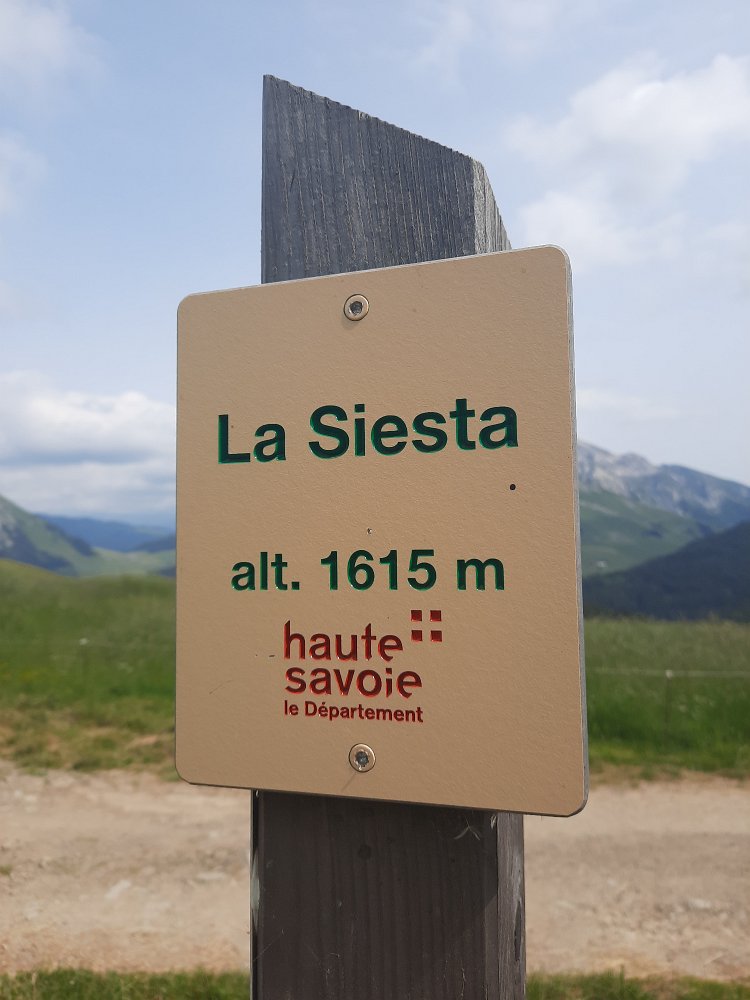 La Siesta
alt. 1615 m
haute
savoie
le Département